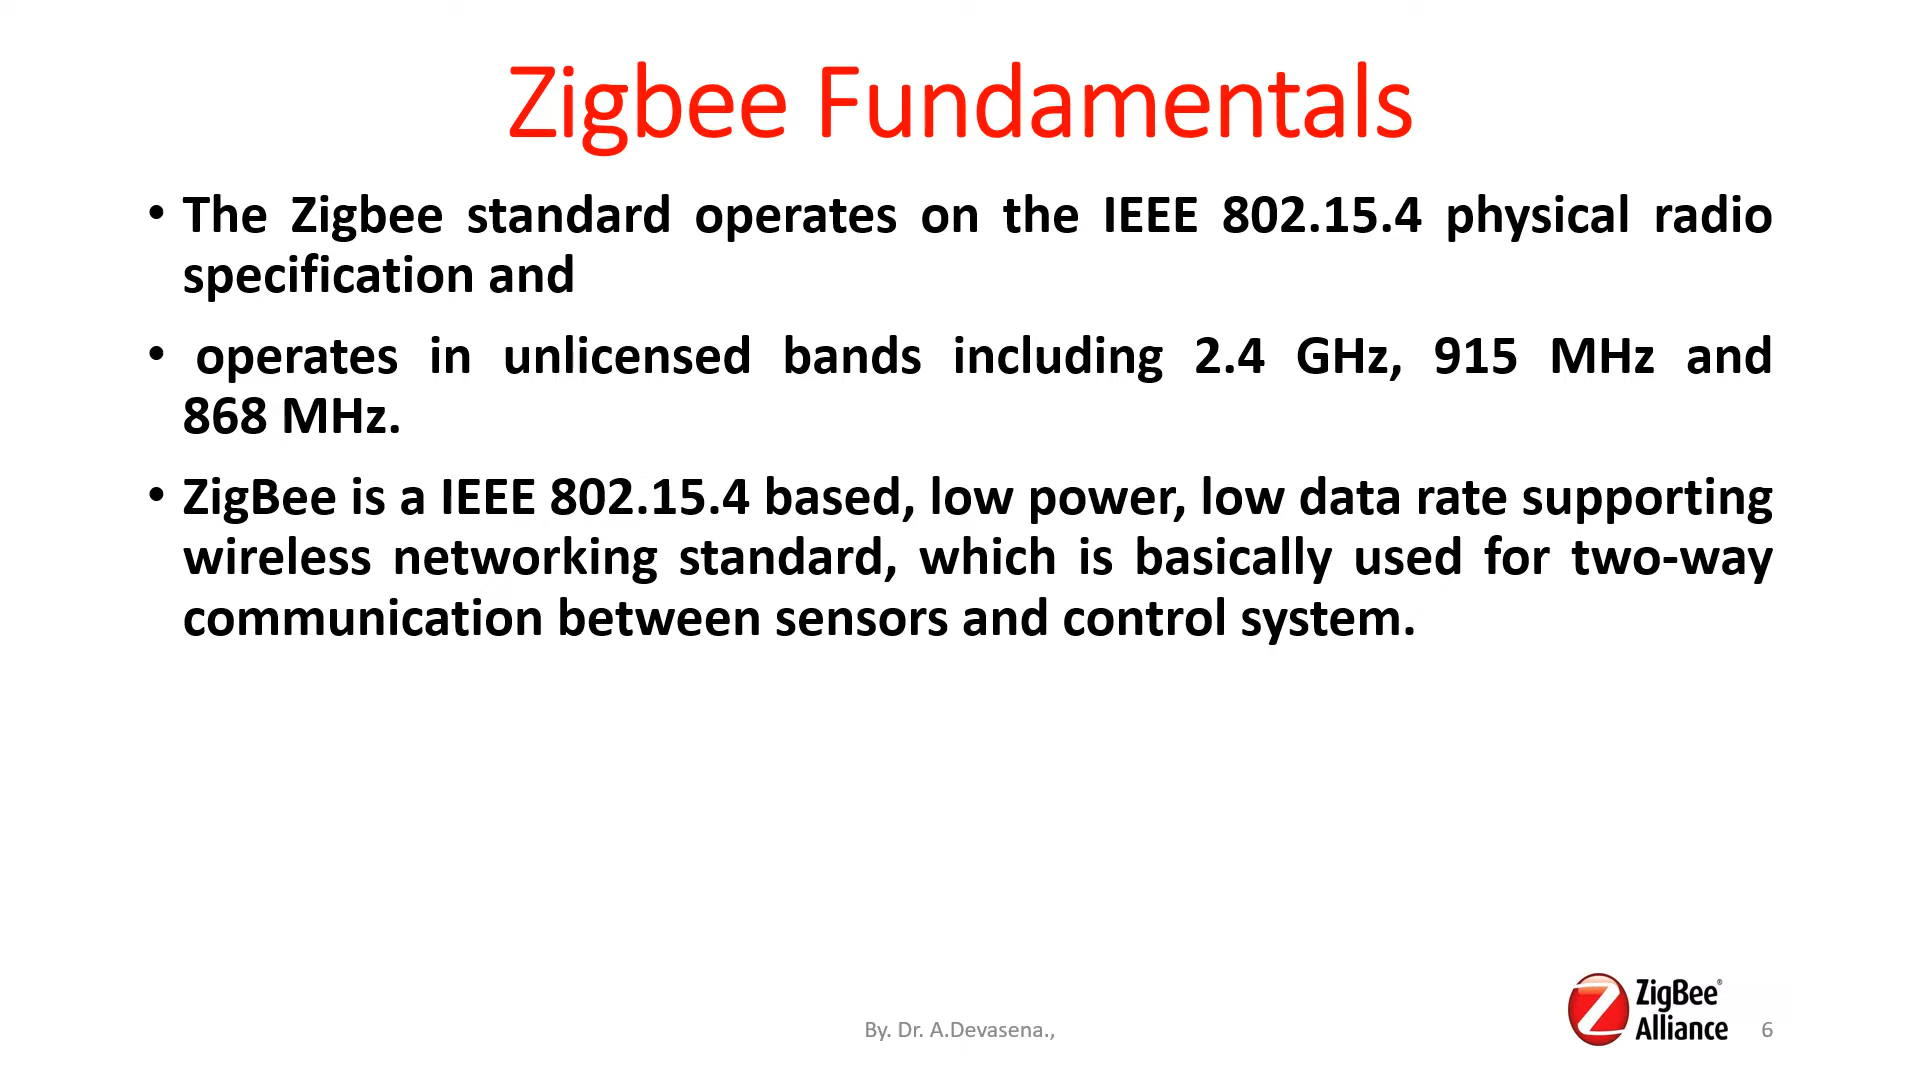 Zigbee Fundamentals
• The Zigbee standard operates on the IEEE 802.15.4 physical radio
specification and
• operates in unlicensed bands including 2.4 GHz, 915 MHz and
868 MHz.
• ZigBee is a IEEE 802.15.4 based, low power, low data rate supporting
wireless networking standard, which is basically used for two-way
communication between sensors and control system.
By. Dr. A.Devasena.,
ZigBee®
Alliance
6